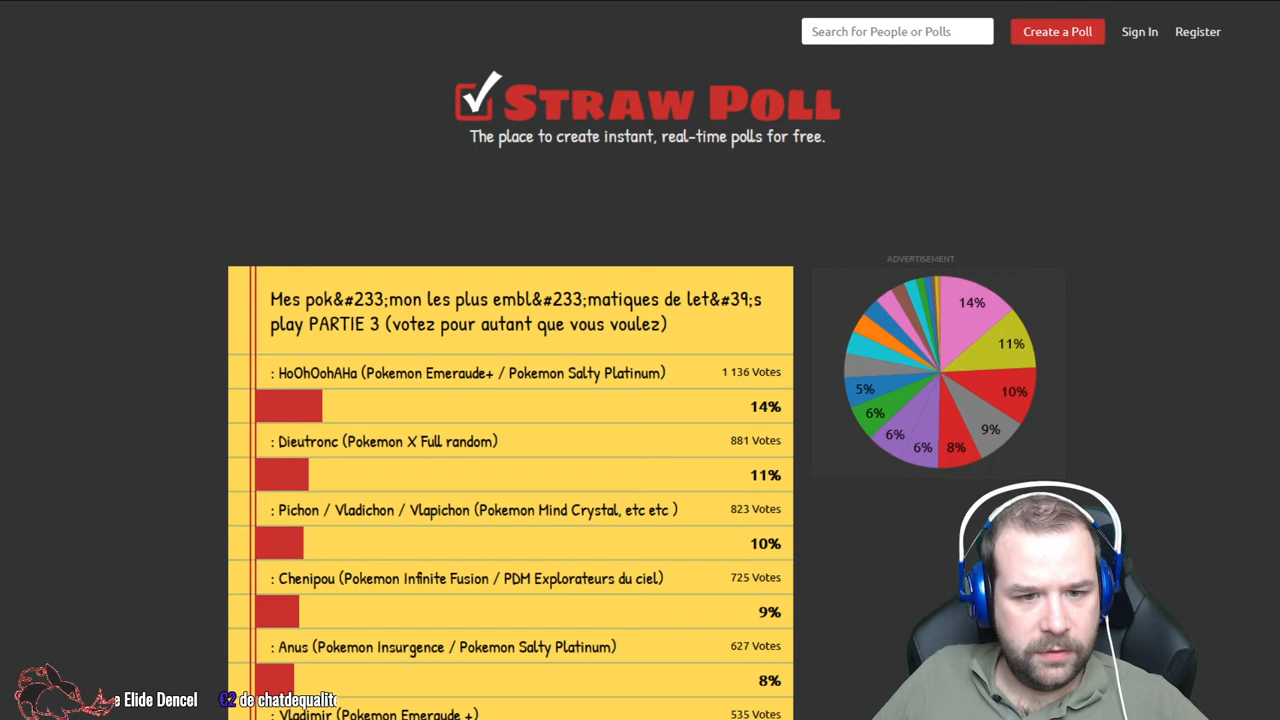 Search for People or Polls
Create a Poll
Sign In
Register
STRAW POLL
The place to create instant, real-time polls for free.
ADVERTISEMENT
Mes pok&#233;mon les plus embl&#233;matiques de let&#39;s
play PARTIE 3 (votez pour autant que vous voulez)
: HoOhOohAHa (Pokemon Emeraude+ / Pokemon Salty Platinum) 1 136 Votes
14%
: Dieutronc (Pokemon X Full random) 881 Votes
11%
: Pichon / Vladichon / Vlapichon (Pokemon Mind Crystal, etc etc ) 823 Votes
10%
: Chenipou (Pokemon Infinite Fusion / PDM Explorateurs du ciel) 725 Votes
9%
: Anus (Pokemon Insurgence / Pokemon Salty Platinum) 627 Votes
8%
: Vladimir (Pokemon Emeraude +) 535 Votes
14%
11%
10%
9%
8%
6%
6%
6%
5%
e Elide Dencel €2 de chatdequalite